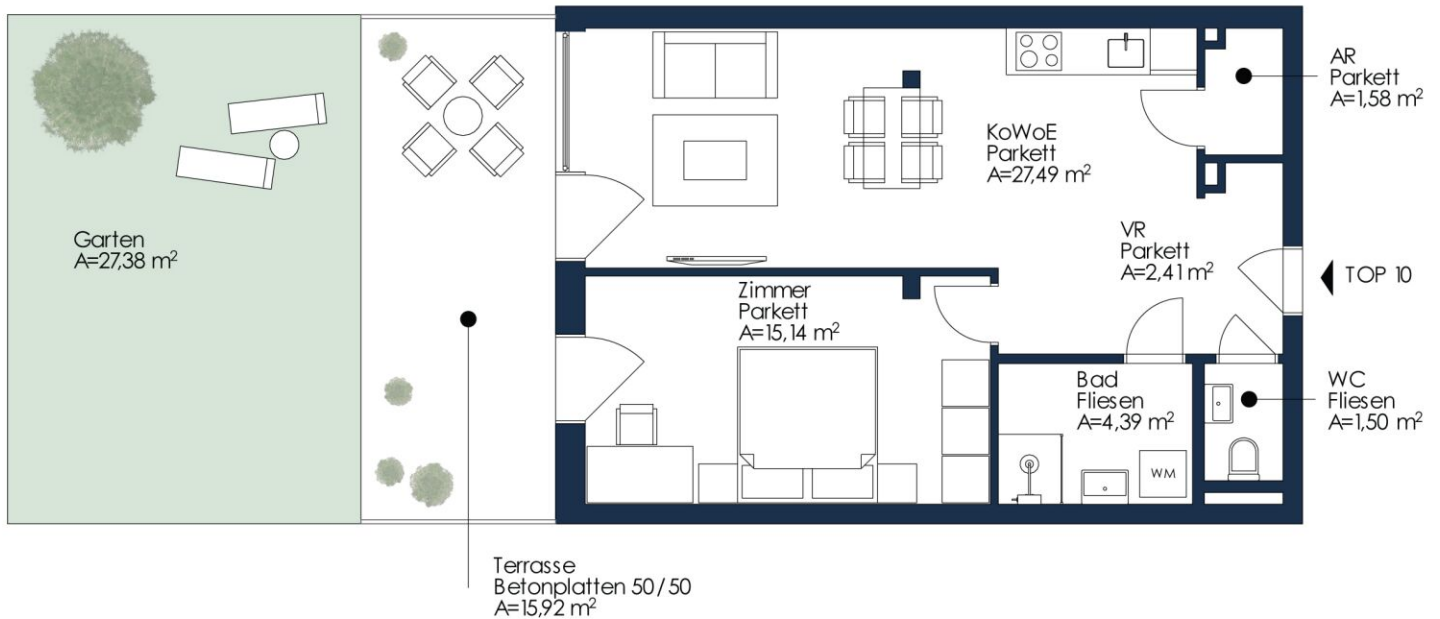 AR
Parkett
A=1,58 m²
KoWoE
Parkett
A=27,49 m²
Garten
A=27,38 m²
VR
Parkett
A=2,41 m²
TOP 10
Zimmer
Parkett
A=15,14 m²
Bad
Fliesen
A=4,39 m²
WC
Fliesen
A=1,50 m²
WM
Terrasse
Betonplatten 50/50
A=15,92 m²